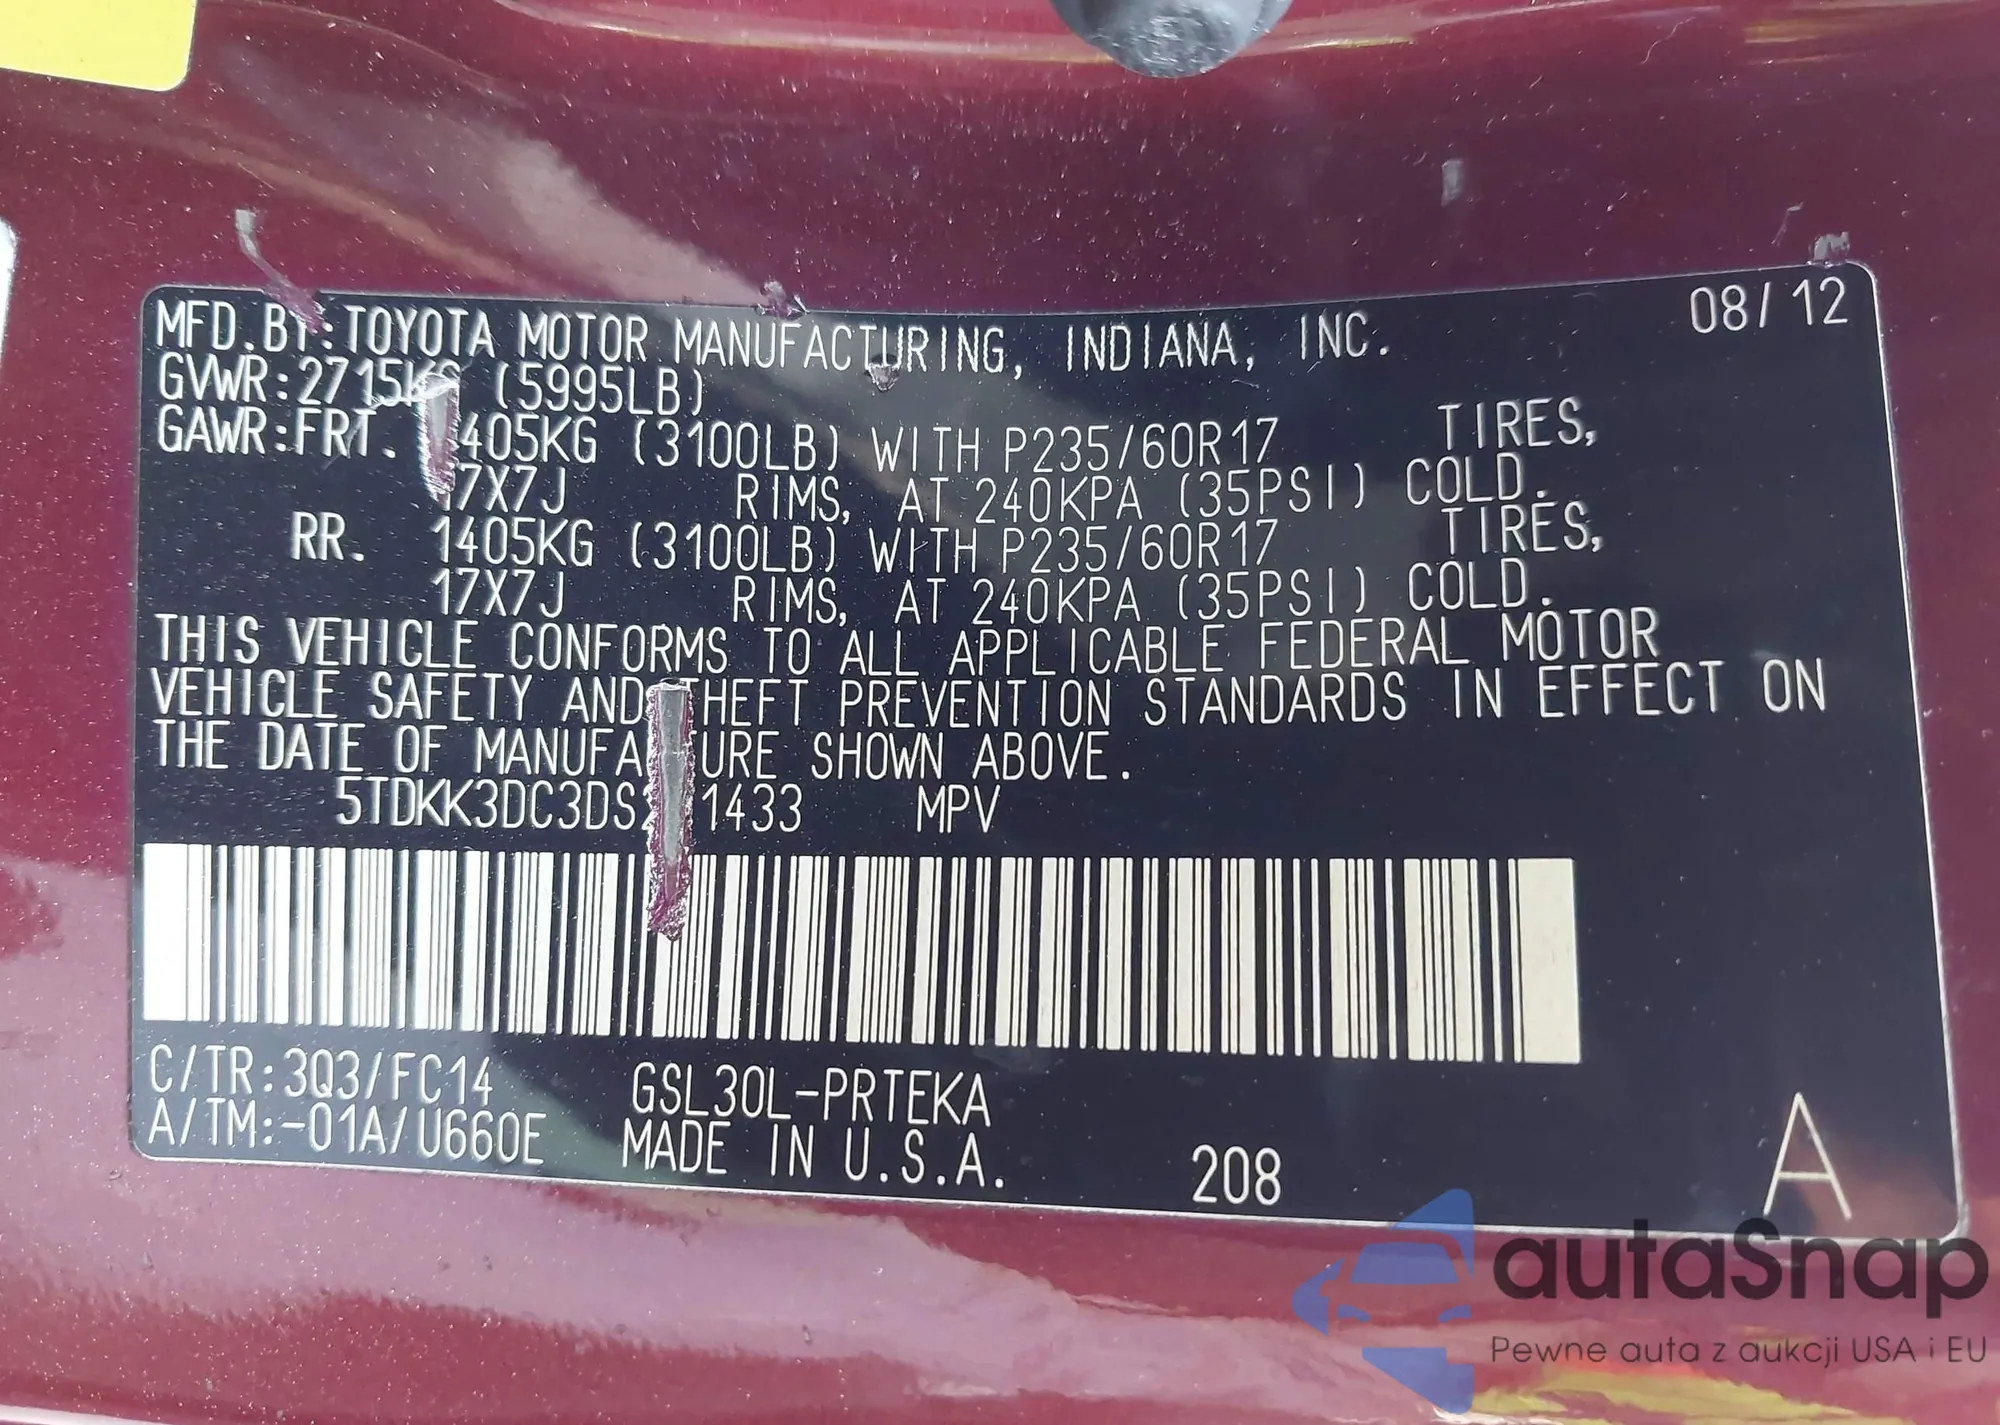 08/12
MFD.BY:TOYOTA MOTOR MANUFACTURING, INDIANA, INC.
GVWR:2715KG (5995LB)
GAWR:FRT. 1405KG (3100LB) WITH P235/60R17 TIRES,
17X7J RIMS, AT 240KPA (35PSI) COLD.
RR. 1405KG (3100LB) WITH P235/60R17 TIRES,
17X7J RIMS, AT 240KPA (35PSI) COLD.
THIS VEHICLE CONFORMS TO ALL APPLICABLE FEDERAL MOTOR
VEHICLE SAFETY AND THEFT PREVENTION STANDARDS IN EFFECT ON
THE DATE OF MANUFACTURE SHOWN ABOVE.
MPV
C/TR:3Q3/FC14 GSL30L-PRTEKA
A/TM:-01A/U660E MADE IN U.S.A.
208
A
autaSnap
Pewne auta z aukcji USA i EU